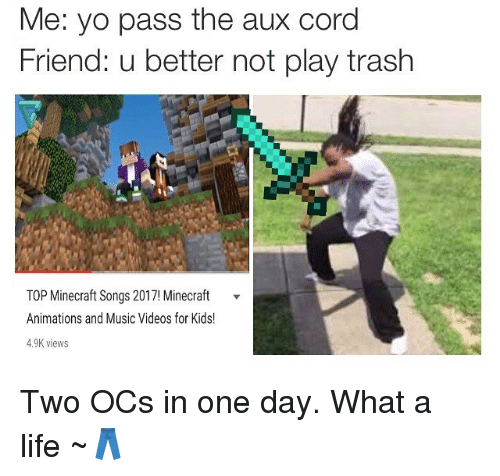 Me: yo pass the aux cord
Friend: u better not play trash
TOP Minecraft Songs 2017! Minecraft
Animations and Music Videos for Kids!
4.9K views
Two OCs in one day. What a
life ~👖